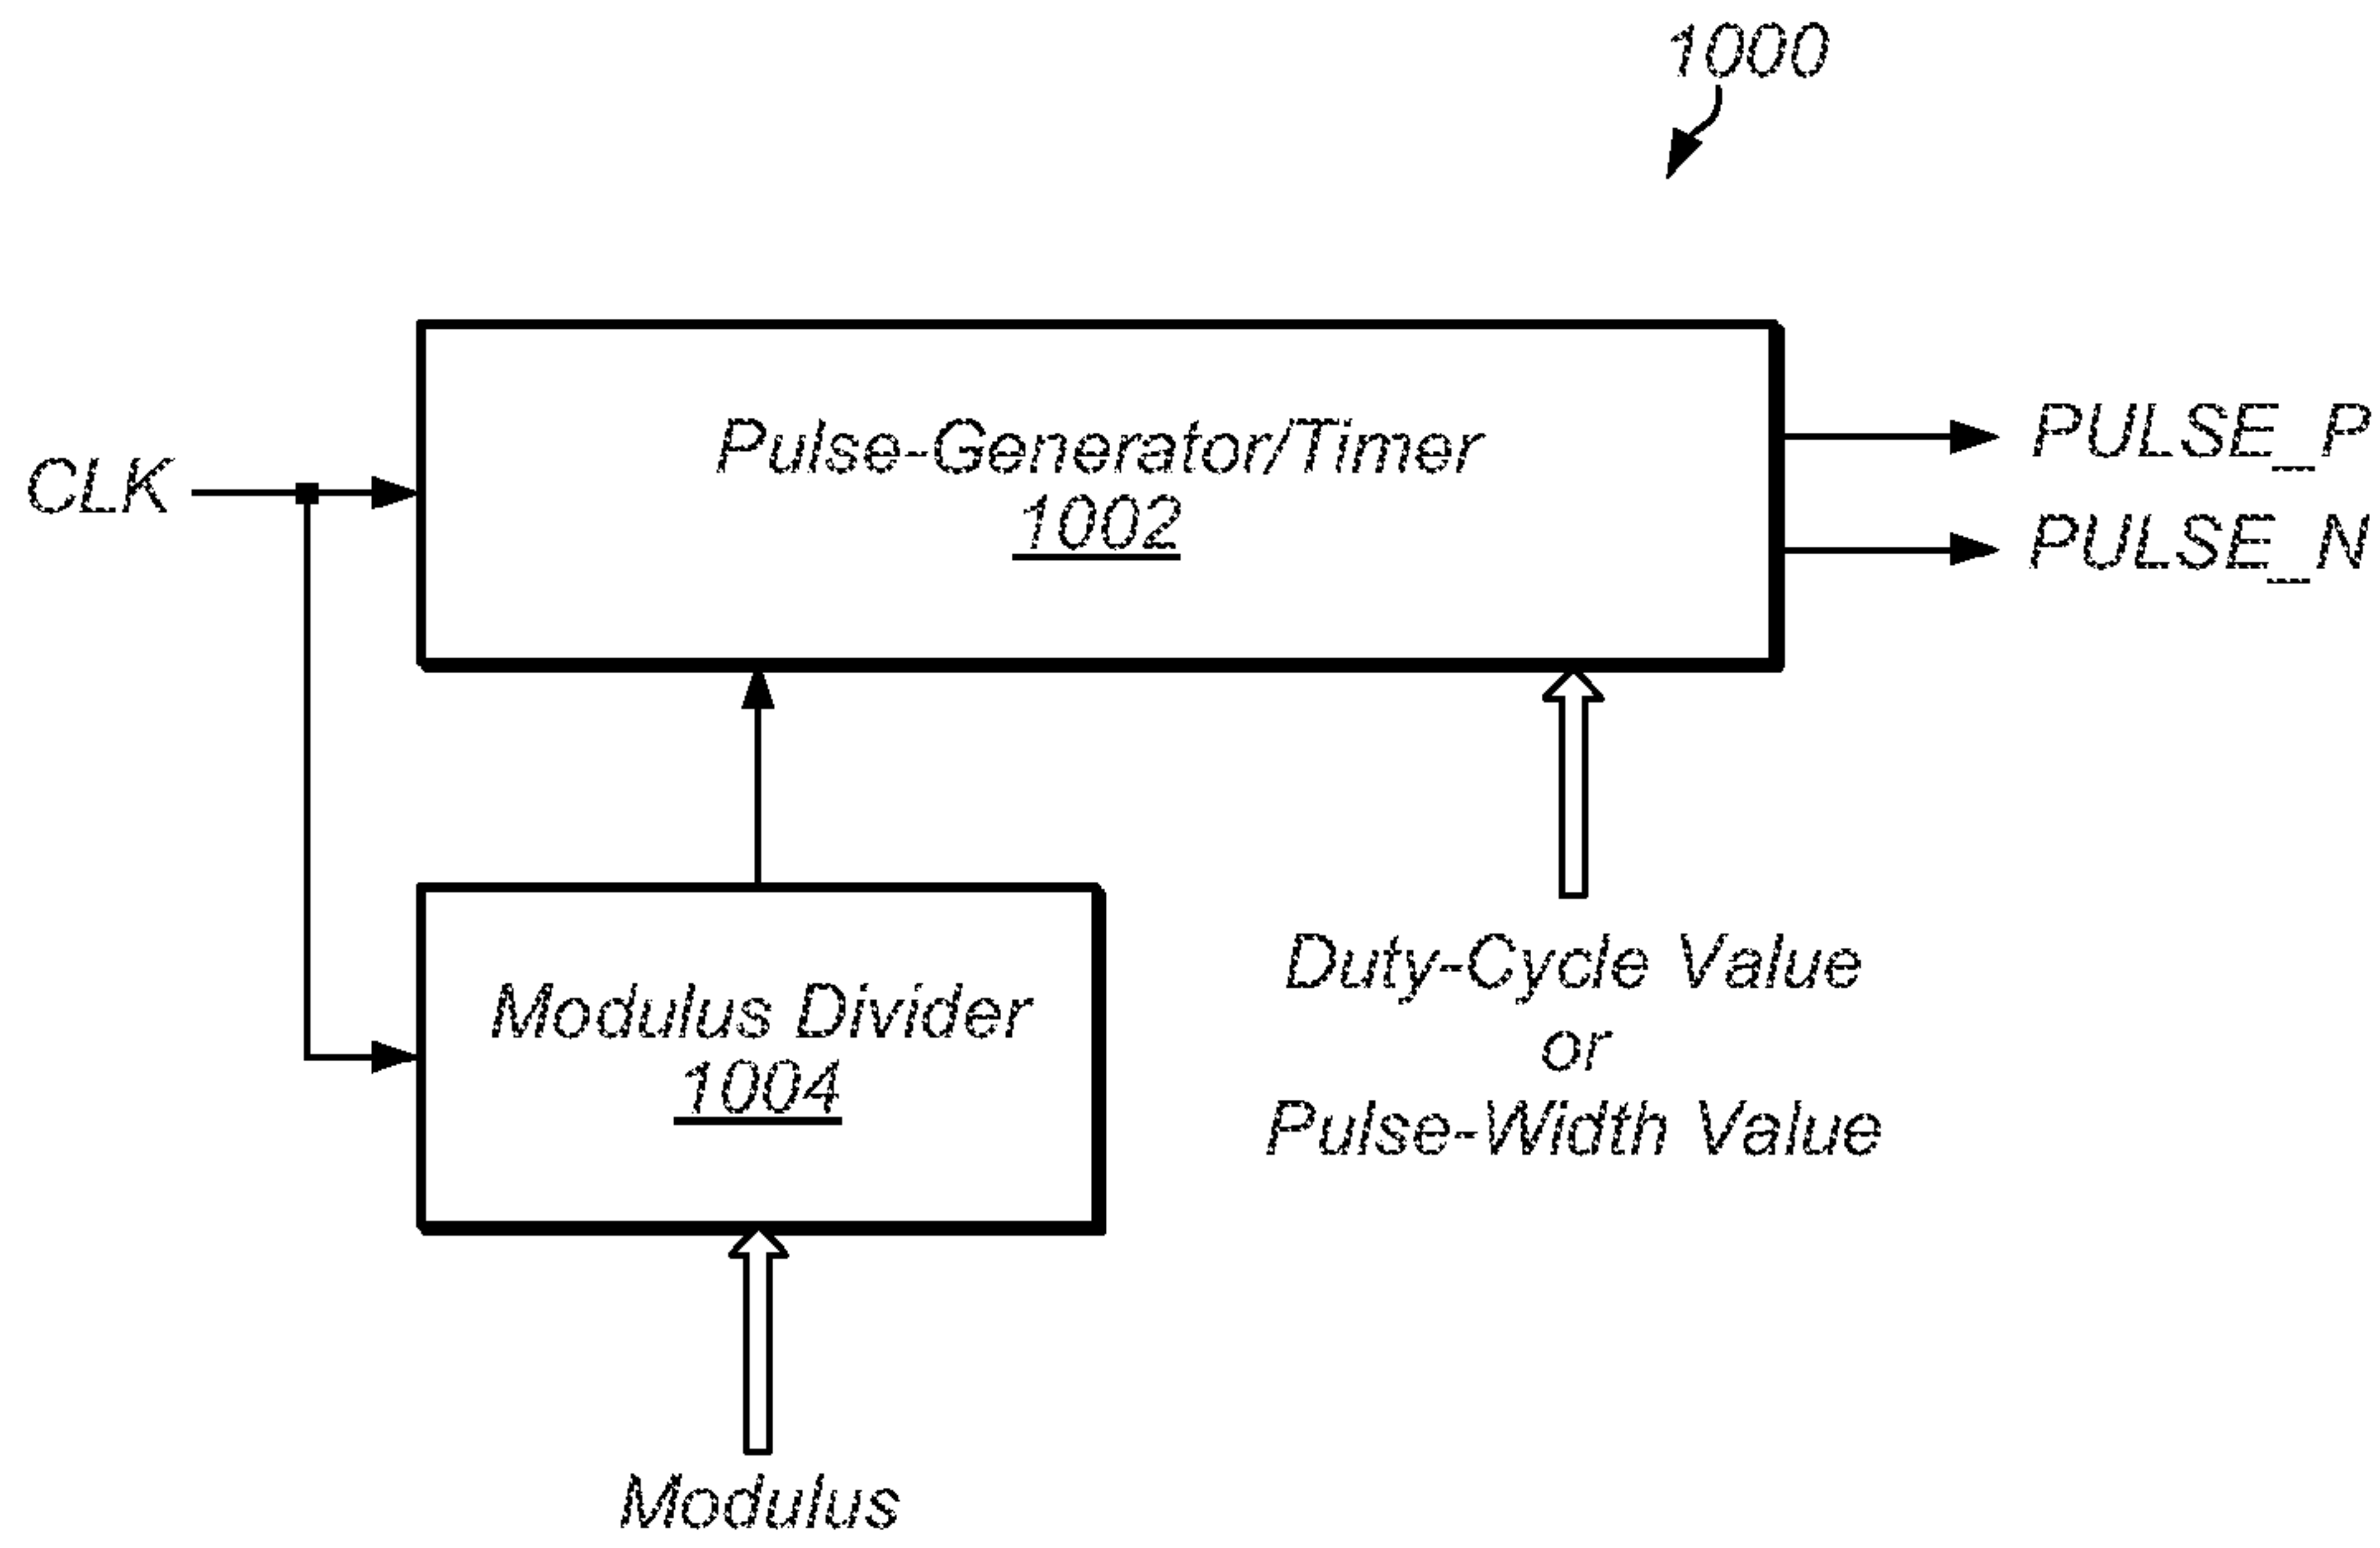 1000
Pulse-Generator/Timer
1002
CLK
PULSE_P
PULSE_N
Modulus Divider
1004
Duty-Cycle Value
or
Pulse-Width Value
Modulus